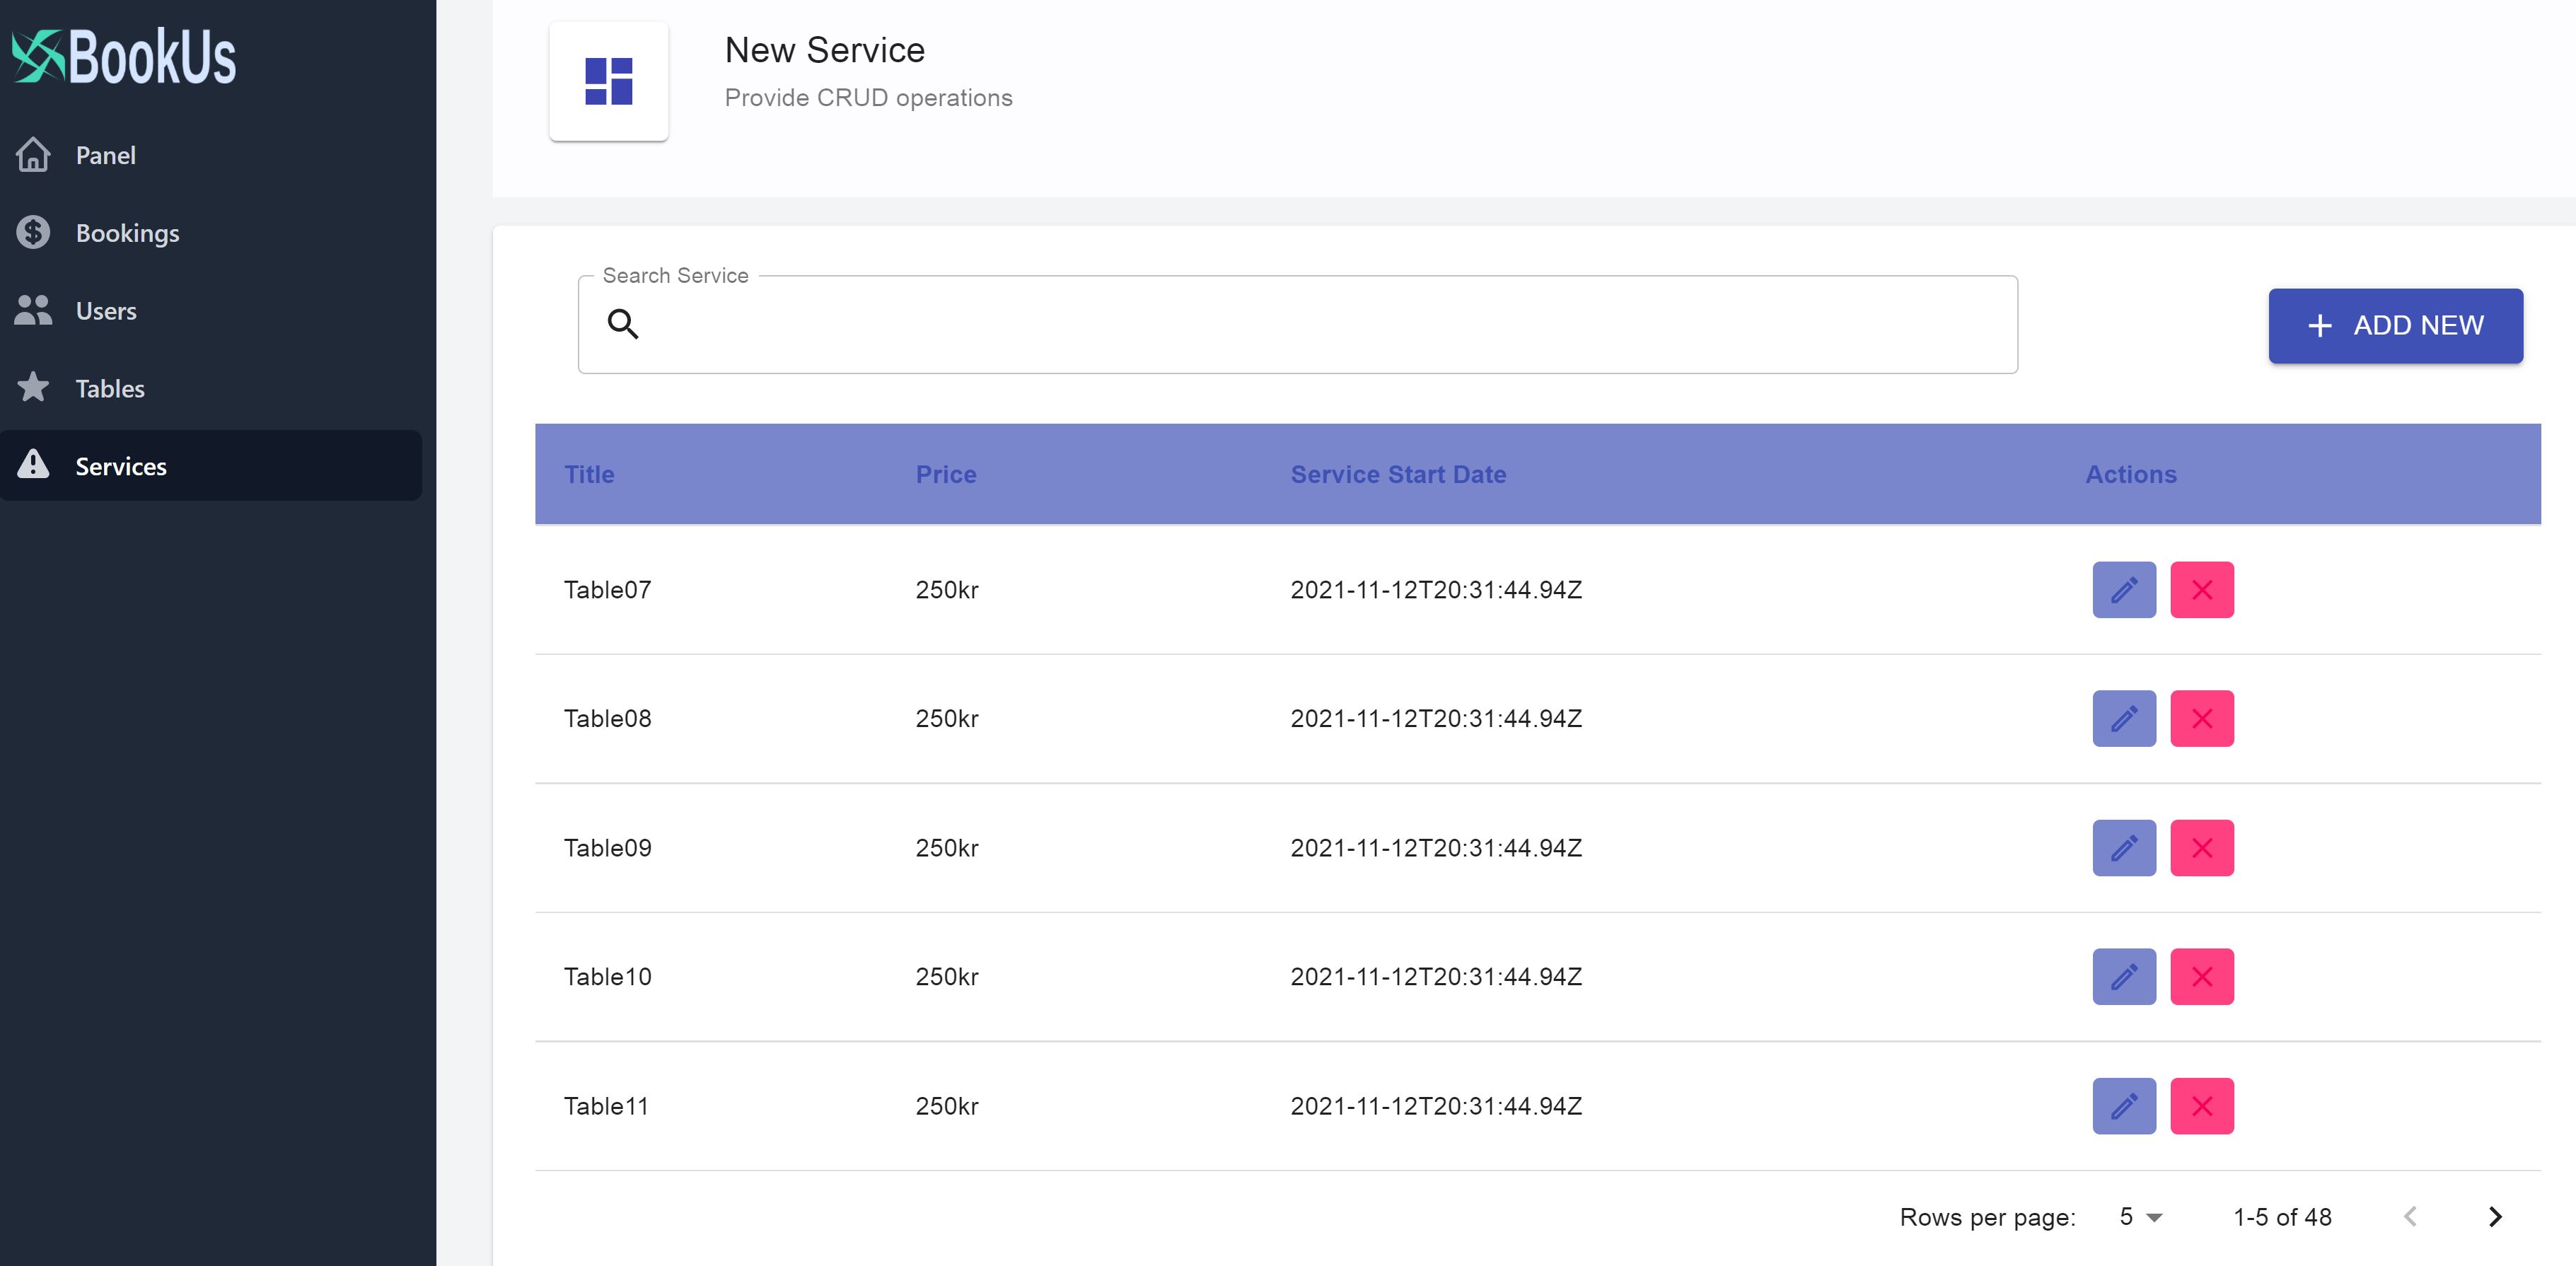 BookUs
Panel
Bookings
Users
Tables
Services
New Service
Provide CRUD operations
Search Service
ADD NEW
Title Price Service Start Date Actions
Table07 250kr 2021-11-12T20:31:44.94Z
Table08 250kr 2021-11-12T20:31:44.94Z
Table09 250kr 2021-11-12T20:31:44.94Z
Table10 250kr 2021-11-12T20:31:44.94Z
Table11 250kr 2021-11-12T20:31:44.94Z
Rows per page: 5 1-5 of 48